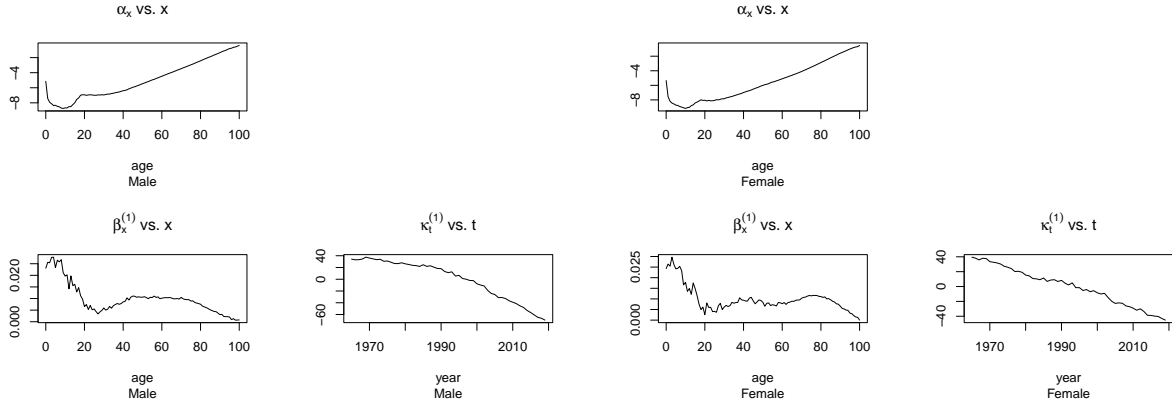 αₓ vs. x
−8 −4
0 20 40 60 80 100
age
Male
αₓ vs. x
−8 −4
0 20 40 60 80 100
age
Female
βₓ⁽¹⁾ vs. x
0.000 0.020
0 20 40 60 80 100
age
Male
κₜ⁽¹⁾ vs. t
−60 0 40
1970 1990 2010
year
Male
βₓ⁽¹⁾ vs. x
0.000 0.025
0 20 40 60 80 100
age
Female
κₜ⁽¹⁾ vs. t
−40 0 40
1970 1990 2010
year
Female